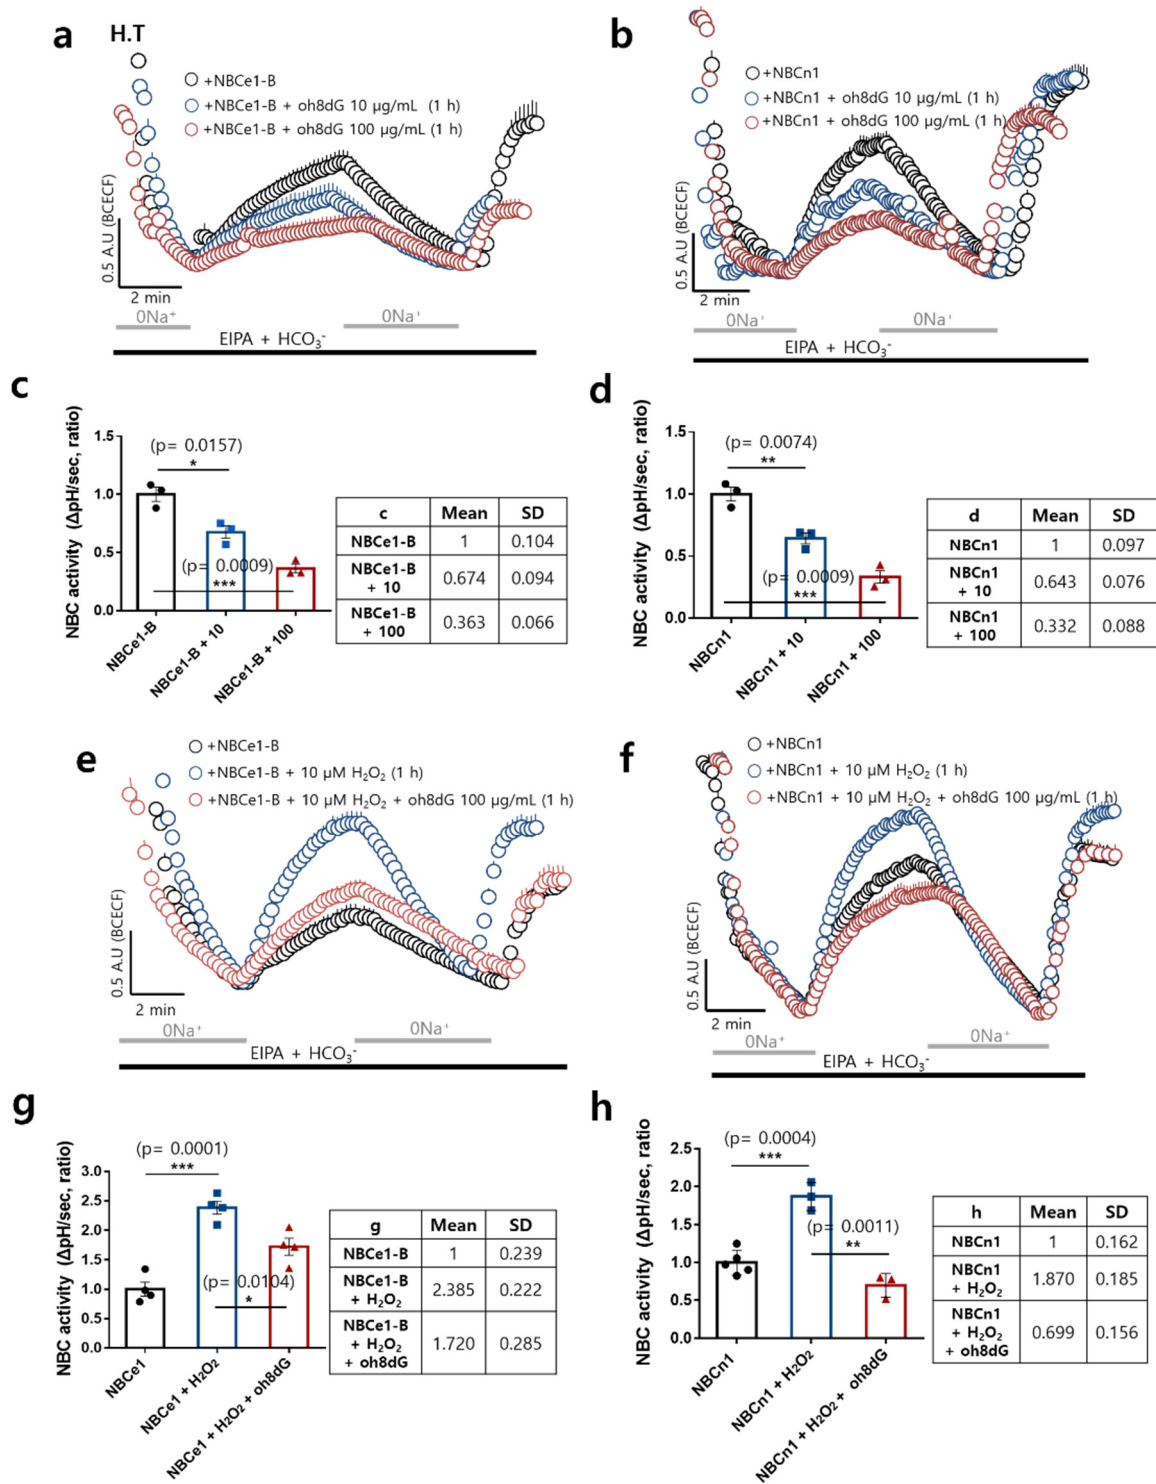 a
H.T
+NBCe1-B
+NBCe1-B + oh8dG 10 µg/mL (1 h)
+NBCe1-B + oh8dG 100 µg/mL (1 h)
0.5 A.U (BCECF)
2 min
0Na⁺
0Na⁺
EIPA + HCO₃⁻
b
+NBCn1
+NBCn1 + oh8dG 10 µg/mL (1 h)
+NBCn1 + oh8dG 100 µg/mL (1 h)
0.5 A.U (BCECF)
2 min
0Na⁺
0Na⁺
EIPA + HCO₃⁻
c
NBC activity (ΔpH/sec, ratio)
1.5
1.0
0.5
0.0
(p= 0.0157)
*
(p= 0.0009)
***
NBCe1-B
NBCe1-B + 10
NBCe1-B + 100
c Mean SD
NBCe1-B 1 0.104
NBCe1-B
+ 10
0.674 0.094
NBCe1-B
+ 100
0.363 0.066
d
NBC activity (ΔpH/sec, ratio)
1.5
1.0
0.5
0.0
(p= 0.0074)
**
(p= 0.0009)
***
NBCn1
NBCn1 + 10
NBCn1 + 100
d Mean SD
NBCn1 1 0.097
NBCn1
+ 10
0.643 0.076
NBCn1
+ 100
0.332 0.088
e
+NBCe1-B
+NBCe1-B + 10 µM H₂O₂ (1 h)
+NBCe1-B + 10 µM H₂O₂ + oh8dG 100 µg/mL (1 h)
0.5 A.U (BCECF)
2 min
0Na⁺
0Na⁺
EIPA + HCO₃⁻
f
+NBCn1
+NBCn1 + 10 µM H₂O₂ (1 h)
+NBCn1 + 10 µM H₂O₂ + oh8dG 100 µg/mL (1 h)
0.5 A.U (BCECF)
2 min
0Na⁺
0Na⁺
EIPA + HCO₃⁻
g
NBC activity (ΔpH/sec, ratio)
3.0
2.5
2.0
1.5
1.0
0.5
0.0
(p= 0.0001)
***
(p= 0.0104)
*
NBCe1
NBCe1 + H₂O₂
NBCe1 + H₂O₂ + oh8dG
g Mean SD
NBCe1-B 1 0.239
NBCe1-B
+ H₂O₂
2.385 0.222
NBCe1-B
+ H₂O₂
+ oh8dG
1.720 0.285
h
NBC activity (ΔpH/sec, ratio
2.5
2.0
1.5
1.0
0.5
0.0
(p= 0.0004)
***
(p= 0.0011)
**
NBCn1
NBCn1 + H₂O₂
NBCn1 + H₂O₂ + oh8dG
h Mean SD
NBCn1 1 0.162
NBCn1
+ H₂O₂
1.870 0.185
NBCn1
+ H₂O₂
+ oh8dG
0.699 0.156